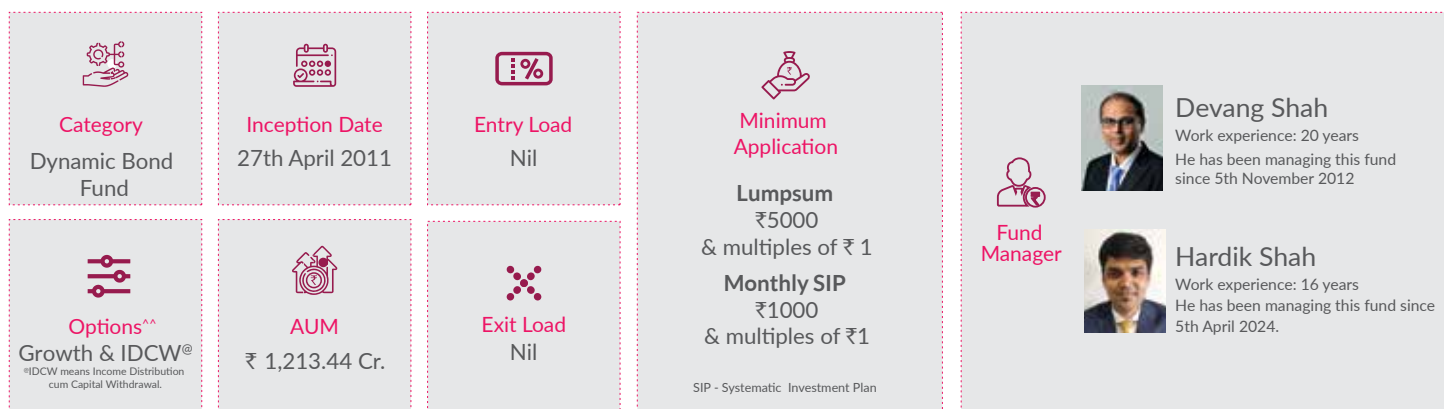 Category
Dynamic Bond
Fund
Inception Date
27th April 2011
%
Entry Load
Nil
Options^^
Growth & IDCW@
@IDCW means Income Distribution
cum Capital Withdrawal.
₹
AUM
₹ 1,213.44 Cr.
Exit Load
Nil
₹
Minimum
Application
Lumpsum
₹5000
& multiples of ₹ 1
Monthly SIP
₹1000
& multiples of ₹1
SIP - Systematic Investment Plan
₹
Fund
Manager
Devang Shah
Work experience: 20 years
He has been managing this fund
since 5th November 2012
Hardik Shah
Work experience: 16 years
He has been managing this fund since
5th April 2024.